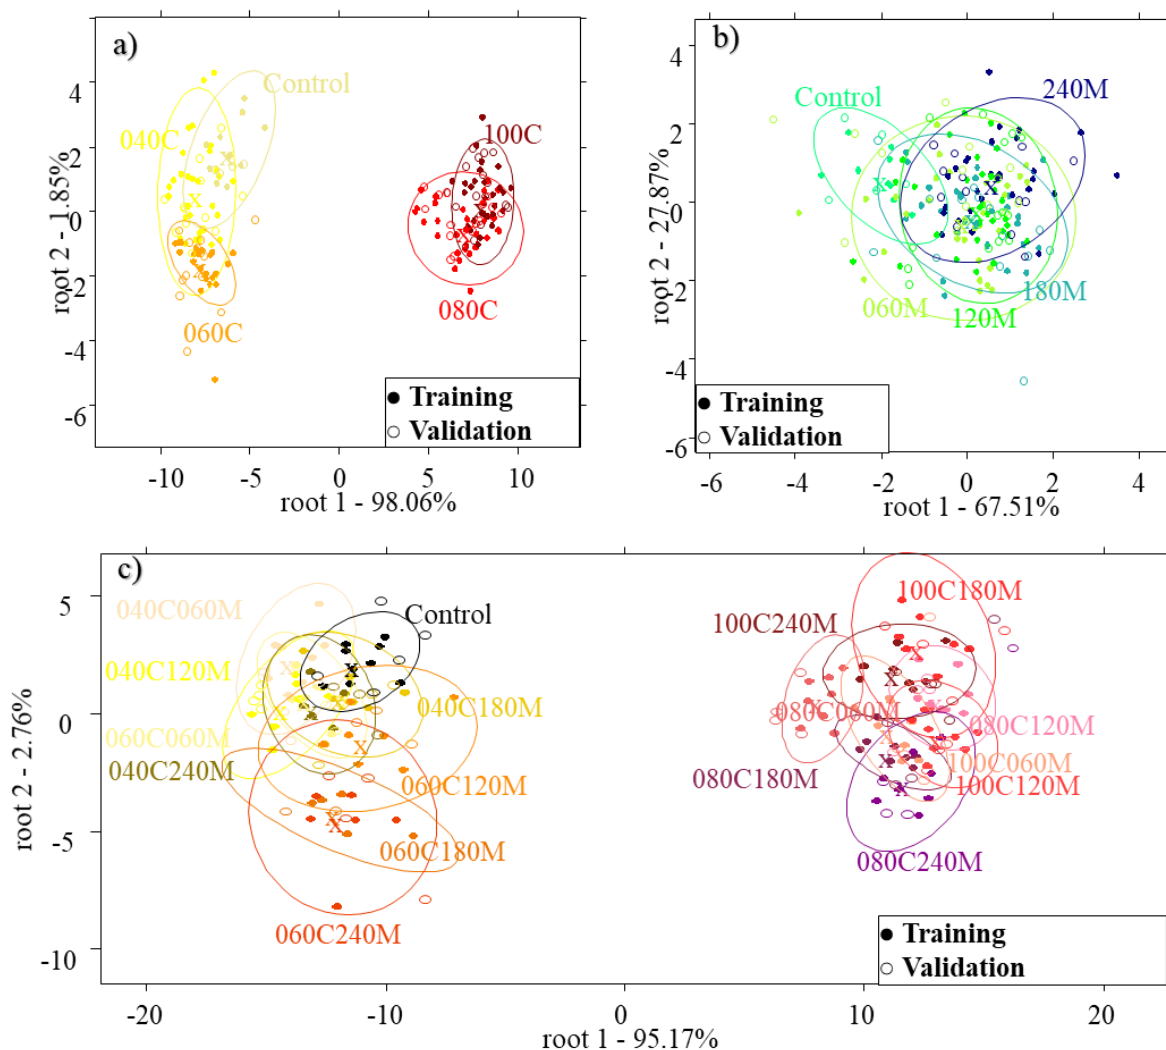 a)
Control
040C
060C
100C
080C
4
2
0
-2
-4
-6
root 2 - 1.85%
Training
Validation
-10
-5
0
5
10
root 1 - 98.06%
b)
Control
240M
180M
060M
120M
4
2
0
-2
-4
-6
root 2 - 27.87%
Training
Validation
-6
-4
-2
0
2
4
root 1 - 67.51%
c)
040C060M
Control
040C120M
040C180M
060C060M
040C240M
060C120M
060C180M
060C240M
100C180M
100C240M
080C060M
080C120M
080C180M
100C060M
100C120M
080C240M
5
0
-5
-10
root 2 - 2.76%
Training
Validation
-20
-10
0
10
20
root 1 - 95.17%